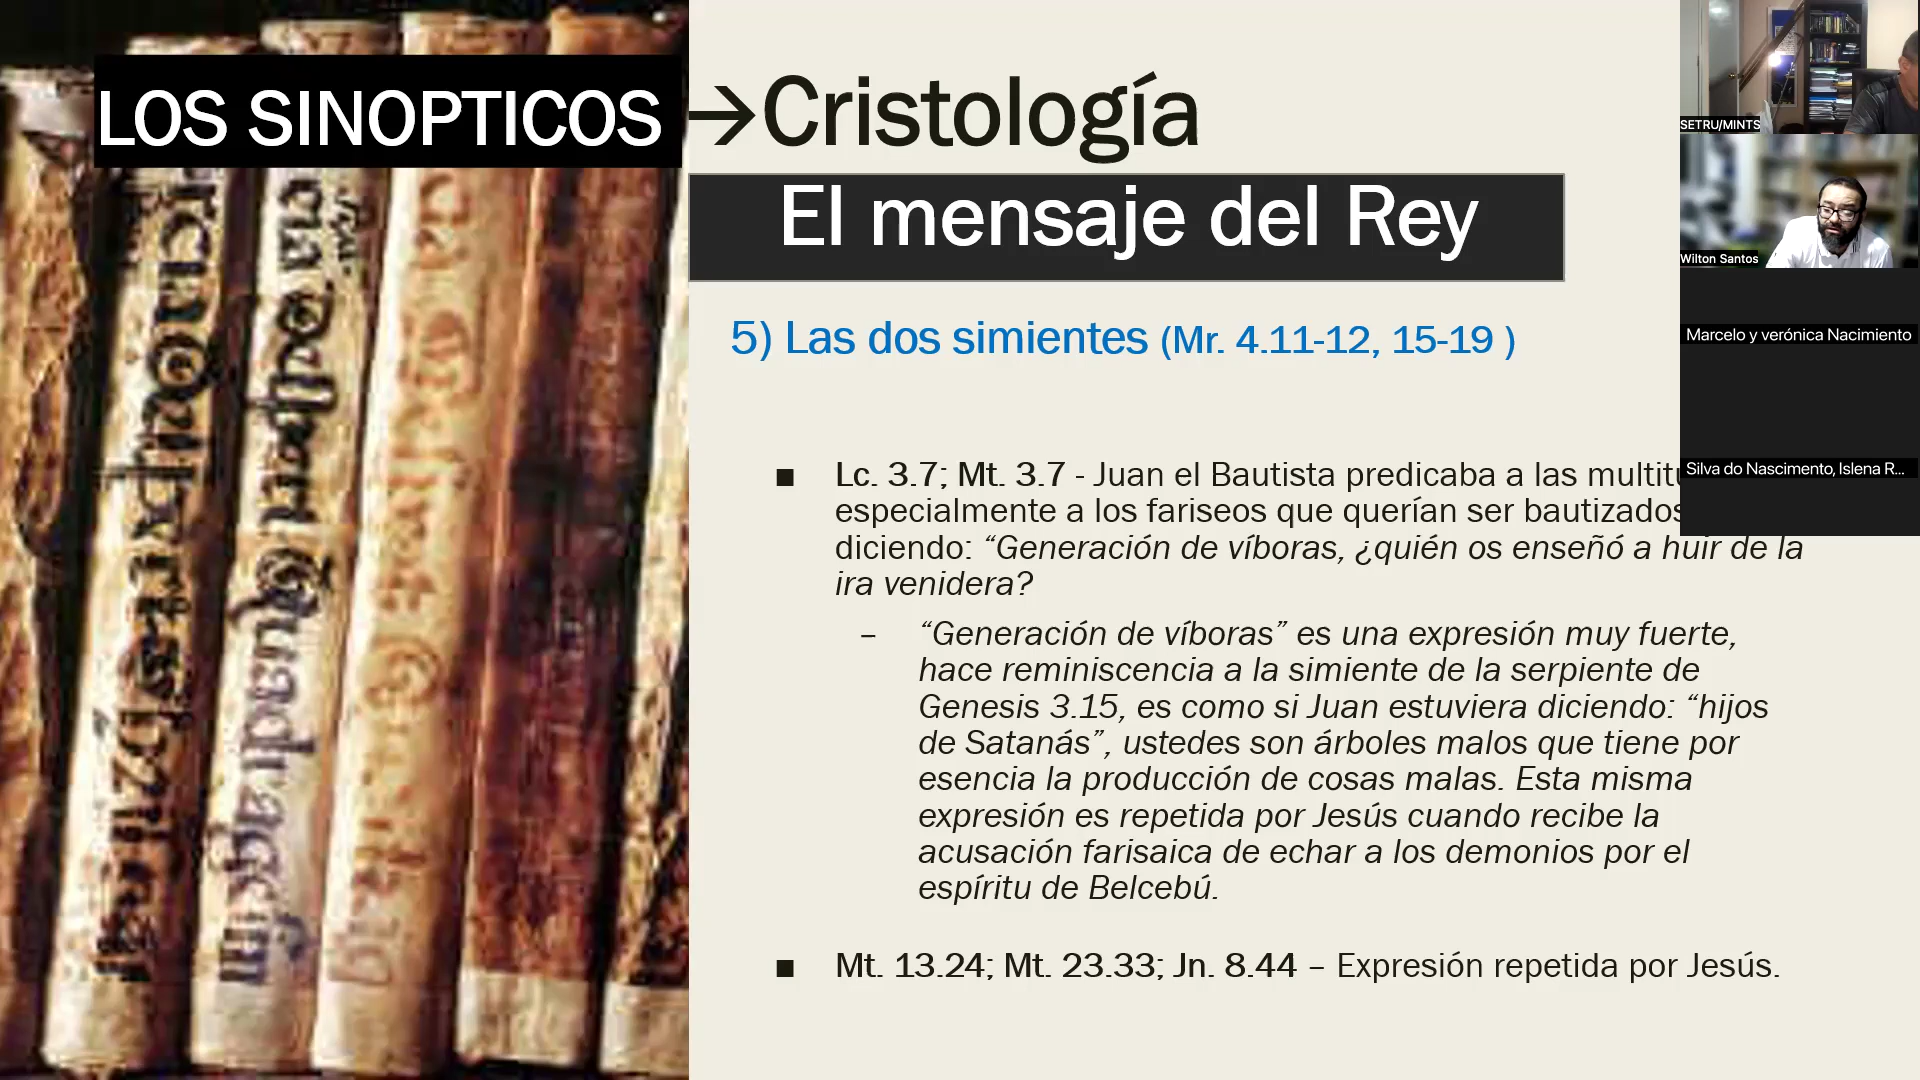 LOS SINOPTICOS →Cristología
El mensaje del Rey
5) Las dos simientes (Mr. 4.11-12, 15-19 )
■ Lc. 3.7; Mt. 3.7 - Juan el Bautista predicaba a las
especialmente a los fariseos que querían ser bautizados
diciendo: “Generación de víboras, ¿quién os enseñó a huir de la
ira venidera?
– “Generación de víboras” es una expresión muy fuerte,
hace reminiscencia a la simiente de la serpiente de
Genesis 3.15, es como si Juan estuviera diciendo: “hijos
de Satanás”, ustedes son árboles malos que tiene por
esencia la producción de cosas malas. Esta misma
expresión es repetida por Jesús cuando recibe la
acusación farisaica de echar a los demonios por el
espíritu de Belcebú.
■ Mt. 13.24; Mt. 23.33; Jn. 8.44 – Expresión repetida por Jesús.
SETRU/MINTS
Wilton Santos
Marcelo y verónica Nacimiento
Silva do Nascimento, Islena R...